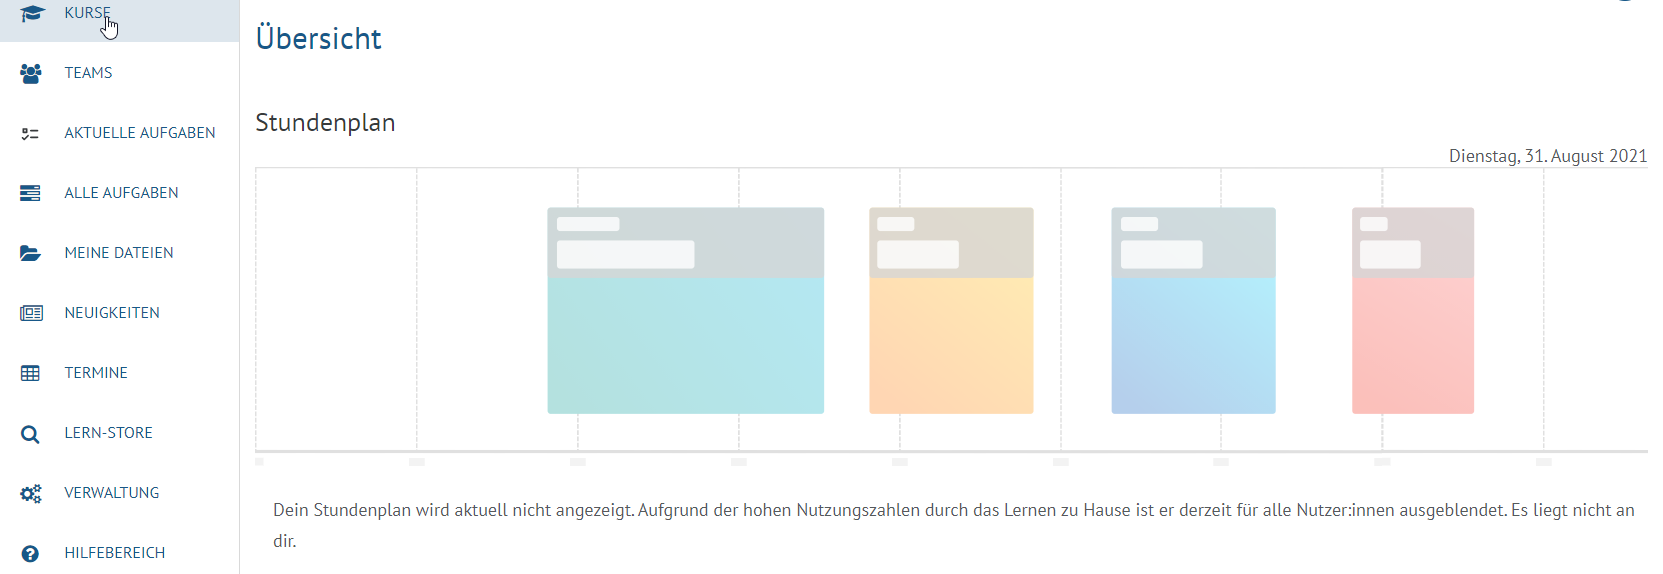 KURSE
TEAMS
AKTUELLE AUFGABEN
ALLE AUFGABEN
MEINE DATEIEN
NEUIGKEITEN
TERMINE
LERN-STORE
VERWALTUNG
HILFEBEREICH
Übersicht
Stundenplan
Dienstag, 31. August 2021
Dein Stundenplan wird aktuell nicht angezeigt. Aufgrund der hohen Nutzungszahlen durch das Lernen zu Hause ist er derzeit für alle Nutzer:innen ausgeblendet. Es liegt nicht an
dir.